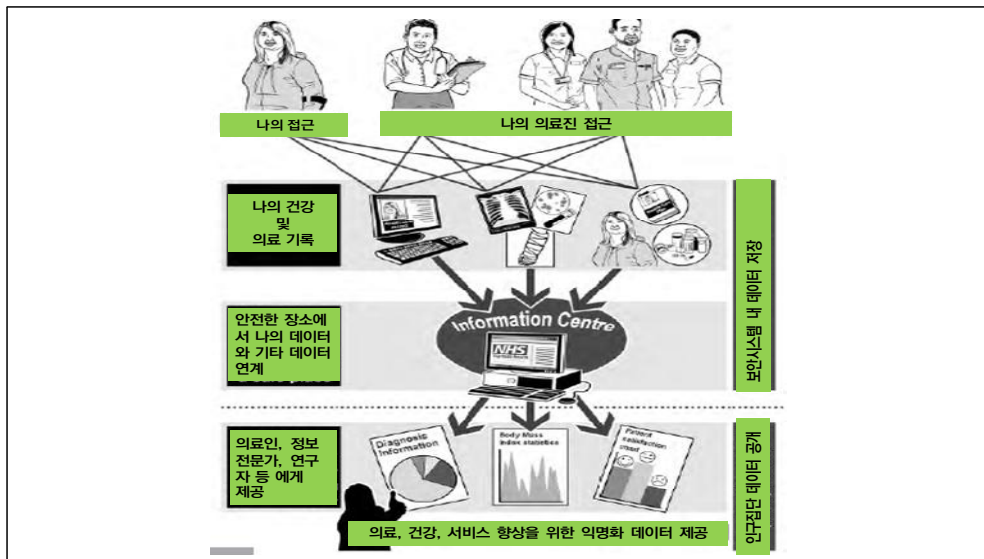 나의 접근
나의 의료진 접근
나의 건강
및
의료 기록
보안시스템 내 데이터 저장
안전한 장소에
서 나의 데이터
와 기타 데이터
연계
Information Centre
NHS
의료인, 정보
전문가, 연구
자 등 에게
제공
Diagnosis
Information
Body Mass
Index statistics
Patient
satisfaction
인구집단 데이터 공개
의료, 건강, 서비스 향상을 위한 익명화 데이터 제공